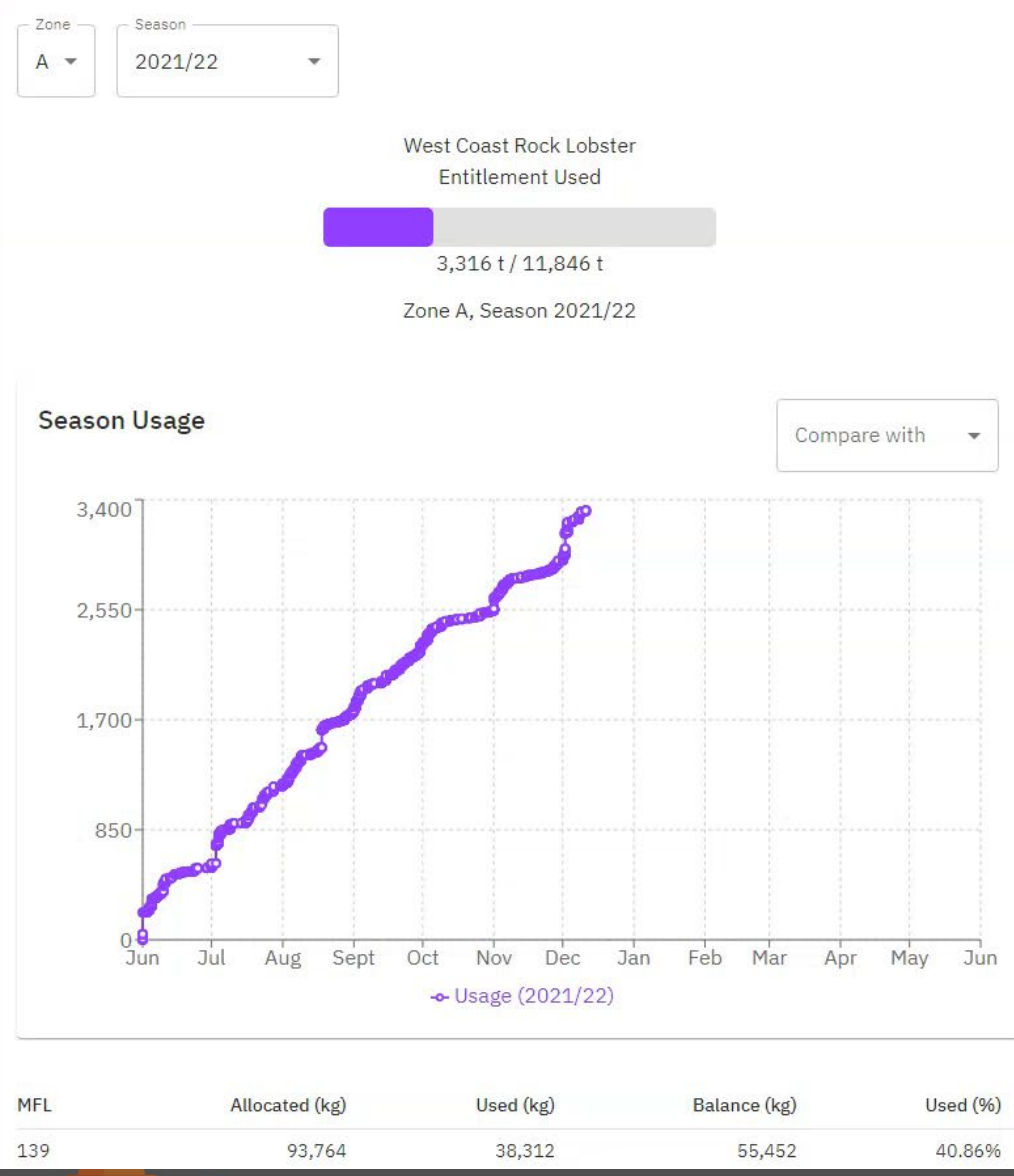 Zone
Season
A
2021/22
West Coast Rock Lobster
Entitlement Used
3,316 t / 11,846 t
Zone A, Season 2021/22
Season Usage
Compare with
3,400
2,550
1,700
850
0
Jun Jul Aug Sept Oct Nov Dec Jan Feb Mar Apr May Jun
Usage (2021/22)
MFL Allocated (kg) Used (kg) Balance (kg) Used (%)
139 93,764 38,312 55,452 40.86%